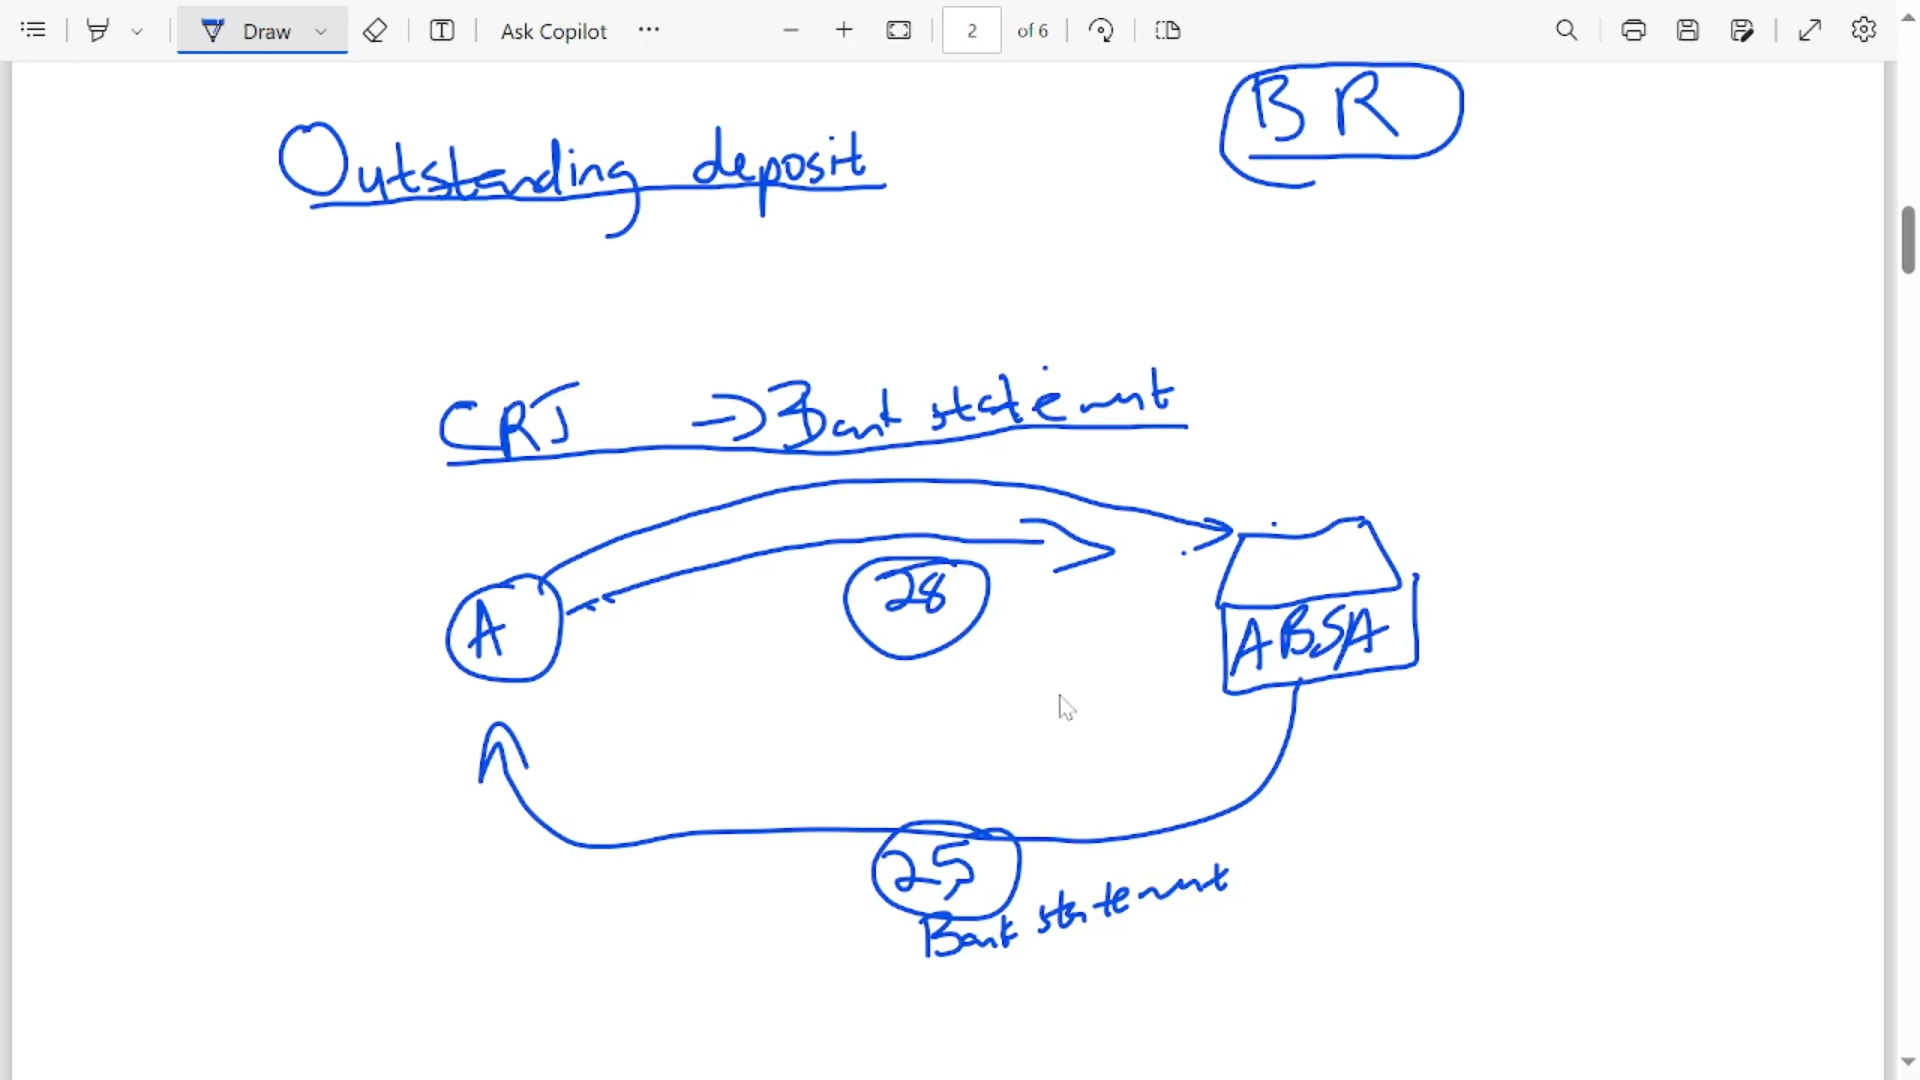 Draw
Ask Copilot
2 of 6
BR
Outstanding deposit
CRJ => Bank statement
28
A
ABSA
25
Bank statement